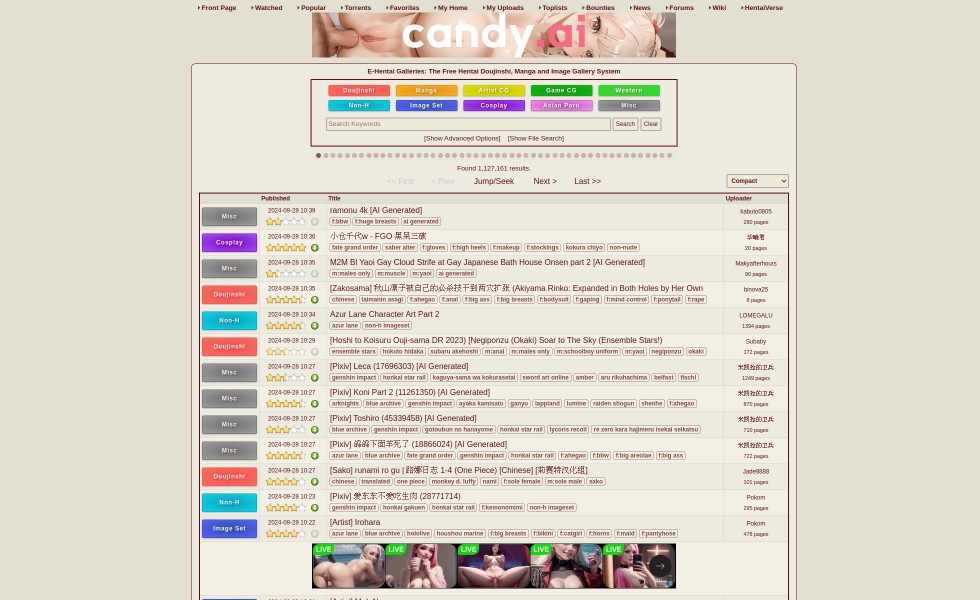 Front Page Watched Popular Torrents Favorites My Home My Uploads Toplists Bounties News Forums Wiki HentaiVerse
candy.ai
E-Hentai Galleries: The Free Hentai Doujinshi, Manga and Image Gallery System
Doujinshi Manga Artist CG Game CG Western
Non-H Image Set Cosplay Asian Porn Misc
Search Keywords Search Clear
[Show Advanced Options] [Show File Search]
Found 1,127,161 results.
<< First < Prev Jump/Seek Next > Last >> Compact
Published Title Uploader
Misc 2024-09-28 10:39 ramonu 4k [AI Generated] kabuto0805
f:bbw f:huge breasts ai generated 280 pages
Cosplay 2024-09-28 10:36 小仓千代w - FGO 黑呆三破
fate grand order saber alter f:gloves f:high heels f:makeup f:stockings kokura chiyo non-nude 20 pages
Misc 2024-09-28 10:35 M2M Bl Yaoi Gay Cloud Strife at Gay Japanese Bath House Onsen part 2 [AI Generated] Makyafterhours
m:males only m:muscle m:yaoi ai generated 90 pages
Doujinshi 2024-09-28 10:35 [Zakosama] 秋山凛子被自己的必杀技干到两穴扩张 (Akiyama Rinko: Expanded in Both Holes by Her Own binova25
chinese taimanin asagi f:ahegao f:anal f:big ass f:big breasts f:bodysuit f:gaping f:mind control f:ponytail f:rape 8 pages
Non-H 2024-09-28 10:34 Azur Lane Character Art Part 2 LOMEGALU
azur lane non-h imageset 1394 pages
Doujinshi 2024-09-28 10:29 [Hoshi to Koisuru Ouji-sama DR 2023) [Negiponzu (Okaki) Soar to The Sky (Ensemble Stars!) Subaby
ensemble stars hokuto hidaka subaru akehoshi m:anal m:males only m:schoolboy uniform m:yaoi negiponzu okaki 172 pages
Misc 2024-09-28 10:27 [Pixiv] Leca (17696303) [AI Generated] 米凯拉的卫兵
genshin impact honkai star rail kaguya-sama wa kokurasetai sword art online amber aru rikuhachima belfast fischl 1249 pages
Misc 2024-09-28 10:27 [Pixiv] Koni Part 2 (11261350) [AI Generated] 米凯拉的卫兵
arknights blue archive genshin impact ayaka kamisato ganyu lappland lumine raiden shogun shenhe f:ahegao 870 pages
Misc 2024-09-28 10:27 [Pixiv] Toshiro (45339458) [AI Generated] 米凯拉的卫兵
blue archive genshin impact gotoubun no hanayome honkai star rail lycoris recoil re zero kara hajimeru isekai seikatsu 710 pages
Misc 2024-09-28 10:27 [Pixiv] 鸽鸽下面羊死了 (18866024) [AI Generated] 米凯拉的卫兵
azur lane blue archive fate grand order genshin impact honkai star rail f:ahegao f:bbw f:big areolae f:big ass 722 pages
Doujinshi 2024-09-28 10:27 [Sako] runami ro gu | 路娜日志 1-4 (One Piece) [Chinese] [莉赛特汉化组] Jade8888
chinese translated one piece monkey d. luffy nami f:sole female m:sole male sako 101 pages
Non-H 2024-09-28 10:23 [Pixiv] 爱东东不爱吃生肉 (28771714) Pokom
genshin impact honkai gakuen honkai star rail f:kemonomimi non-h imageset 295 pages
Image Set 2024-09-28 10:22 [Artist] Irohara Pokom
azur lane blue archive hololive houshou marine f:big breasts f:bikini f:catgirl f:horns f:maid f:pantyhose 478 pages
LIVE LIVE LIVE LIVE LIVE